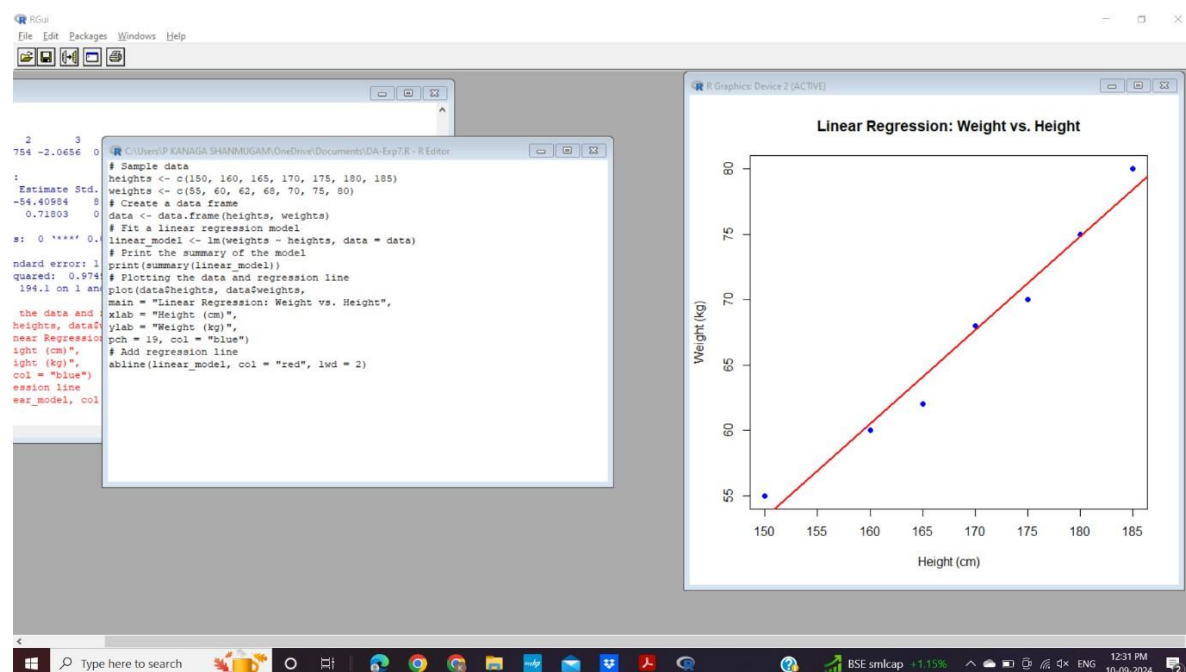 RGui
File Edit Packages Windows Help
2 3
754 -2.0656 0
:
Estimate Std.
-54.40984 8
0.71803 0
s: 0 '***' 0.
ndard error: 1
quared: 0.974
194.1 on 1 an
the data and
heights, data$
near Regressio
ight (cm)",
ight (kg)",
col = "blue")
ession line
ear_model, col
C:\Users\P KANAGA SHANMUGAM\OneDrive\Documents\DA-Exp7.R - R Editor
# Sample data
heights <- c(150, 160, 165, 170, 175, 180, 185)
weights <- c(55, 60, 62, 68, 70, 75, 80)
# Create a data frame
data <- data.frame(heights, weights)
# Fit a linear regression model
linear_model <- lm(weights ~ heights, data = data)
# Print the summary of the model
print(summary(linear_model))
# Plotting the data and regression line
plot(data$heights, data$weights,
main = "Linear Regression: Weight vs. Height",
xlab = "Height (cm)",
ylab = "Weight (kg)",
pch = 19, col = "blue")
# Add regression line
abline(linear_model, col = "red", lwd = 2)
R Graphics: Device 2 (ACTIVE)
Linear Regression: Weight vs. Height
Weight (kg)
80
75
70
65
60
55
150 155 160 165 170 175 180 185
Height (cm)
Type here to search
BSE smlcap +1.15%
ENG
12:31 PM
10-09-2024
2